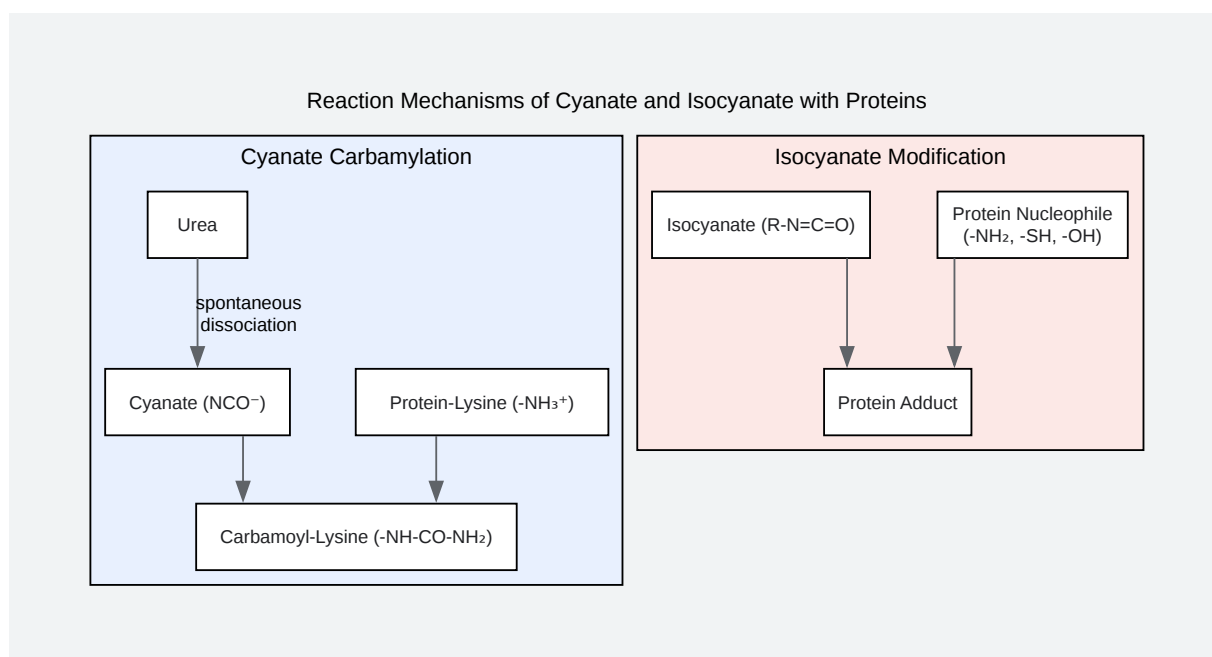 Reaction Mechanisms of Cyanate and Isocyanate with Proteins
Cyanate Carbamylation
Urea
spontaneous
dissociation
Cyanate (NCO⁻)
Protein-Lysine (-NH₃⁺)
Carbamoyl-Lysine (-NH-CO-NH₂)
Isocyanate Modification
Isocyanate (R-N=C=O)
Protein Nucleophile
(-NH₂, -SH, -OH)
Protein Adduct